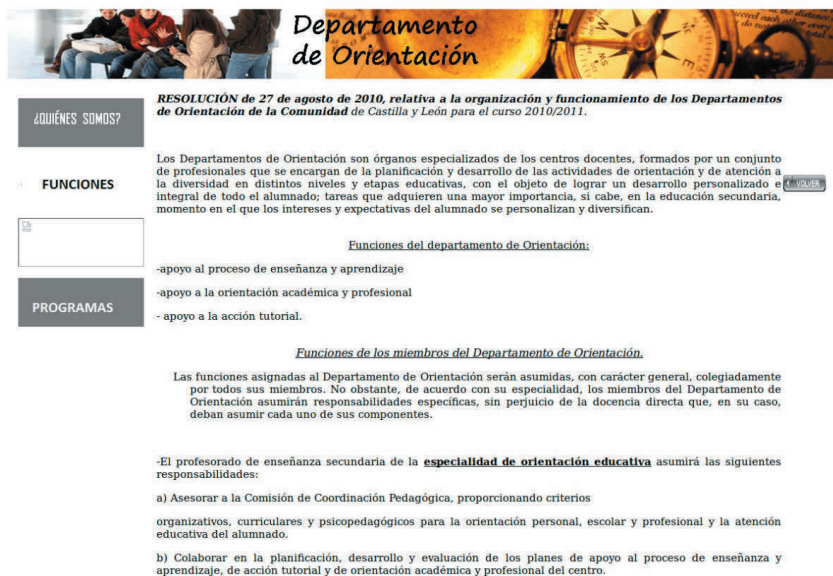 Departamento
de Orientación
¿QUIÉNES SOMOS?
FUNCIONES
PROGRAMAS
VOLVER
RESOLUCIÓN de 27 de agosto de 2010, relativa a la organización y funcionamiento de los Departamentos
de Orientación de la Comunidad de Castilla y León para el curso 2010/2011.
Los Departamentos de Orientación son órganos especializados de los centros docentes, formados por un conjunto
de profesionales que se encargan de la planificación y desarrollo de las actividades de orientación y de atención a
la diversidad en distintos niveles y etapas educativas, con el objeto de lograr un desarrollo personalizado e
integral de todo el alumnado; tareas que adquieren una mayor importancia, si cabe, en la educación secundaria,
momento en el que los intereses y expectativas del alumnado se personalizan y diversifican.
Funciones del departamento de Orientación:
-apoyo al proceso de enseñanza y aprendizaje
-apoyo a la orientación académica y profesional
- apoyo a la acción tutorial.
Funciones de los miembros del Departamento de Orientación.
Las funciones asignadas al Departamento de Orientación serán asumidas, con carácter general, colegiadamente
por todos sus miembros. No obstante, de acuerdo con su especialidad, los miembros del Departamento de
Orientación asumirán responsabilidades específicas, sin perjuicio de la docencia directa que, en su caso,
deban asumir cada uno de sus componentes.
-El profesorado de enseñanza secundaria de la especialidad de orientación educativa asumirá las siguientes
responsabilidades:
a) Asesorar a la Comisión de Coordinación Pedagógica, proporcionando criterios
organizativos, curriculares y psicopedagógicos para la orientación personal, escolar y profesional y la atención
educativa del alumnado.
b) Colaborar en la planificación, desarrollo y evaluación de los planes de apoyo al proceso de enseñanza y
aprendizaje, de acción tutorial y de orientación académica y profesional del centro.